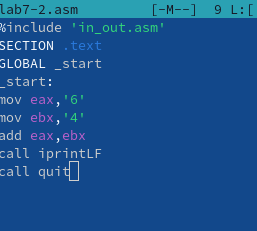 lab7-2.asm [-M--] 9 L:[
%include 'in_out.asm'
SECTION .text
GLOBAL _start
_start:
mov eax,'6'
mov ebx,'4'
add eax,ebx
call iprintLF
call quit